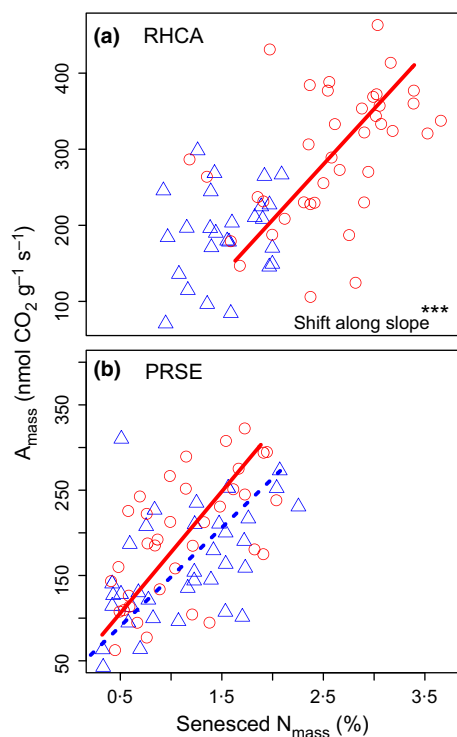 (a) RHCA
400
300
200
100
***
Shift along slope
(b) PRSE
350
250
150
50
0·5 1·5 2·5 3·5
Senesced Nmass (%)
Amass (nmol CO2 g−1 s−1)